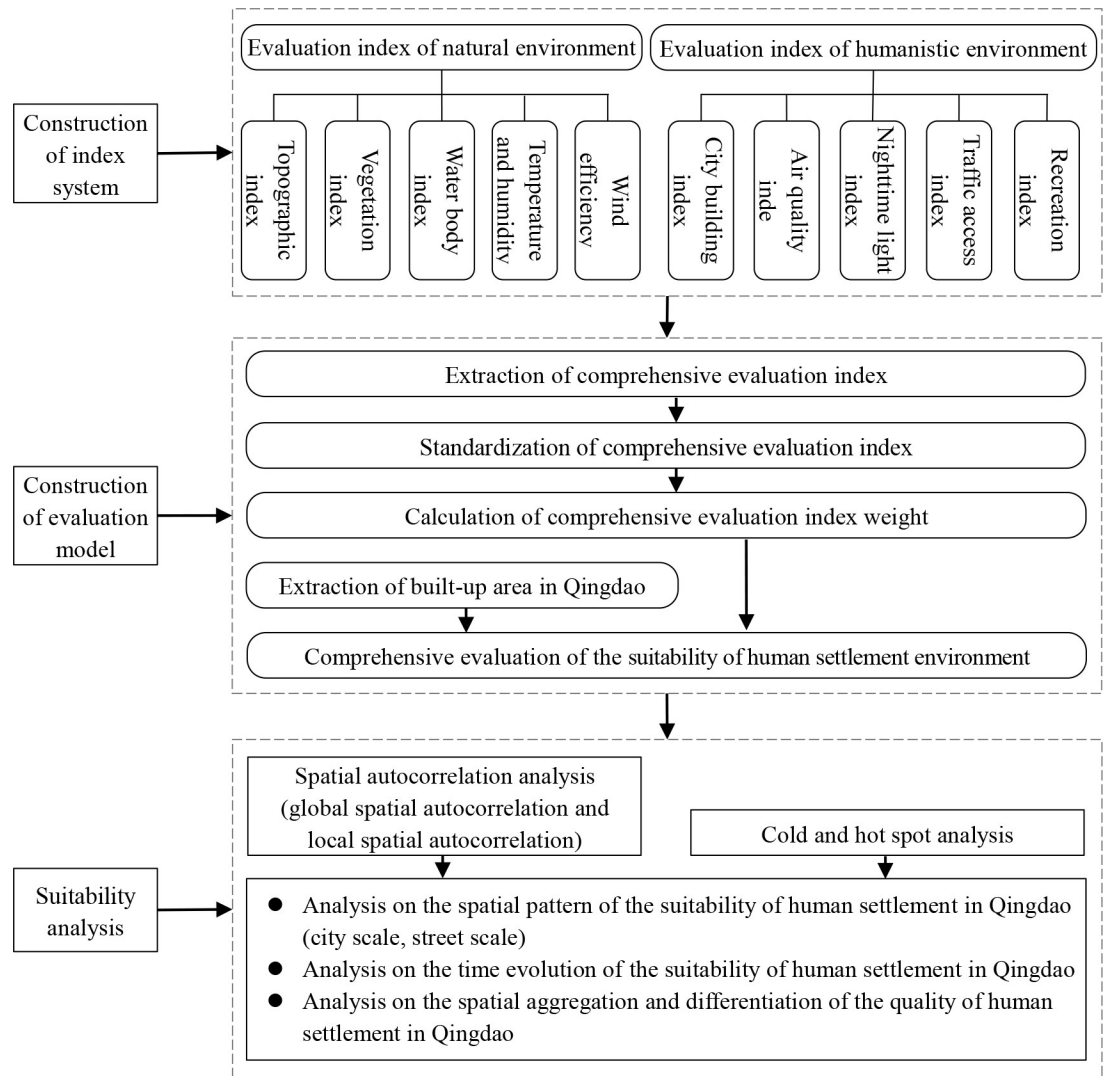 Evaluation index of natural environment
Evaluation index of humanistic environment
Construction
of index
system
Topographic
index
Vegetation
index
Water body
index
Temperature
and humidity
Wind
efficiency
City building
index
Air quality
inde
Nighttime light
index
Traffic access
index
Recreation
index
Extraction of comprehensive evaluation index
Standardization of comprehensive evaluation index
Construction
of evaluation
model
Calculation of comprehensive evaluation index weight
Extraction of built-up area in Qingdao
Comprehensive evaluation of the suitability of human settlement environment
Spatial autocorrelation analysis
(global spatial autocorrelation and
local spatial autocorrelation)
Cold and hot spot analysis
Suitability
analysis
● Analysis on the spatial pattern of the suitability of human settlement in Qingdao
(city scale, street scale)
● Analysis on the time evolution of the suitability of human settlement in Qingdao
● Analysis on the spatial aggregation and differentiation of the quality of human
settlement in Qingdao